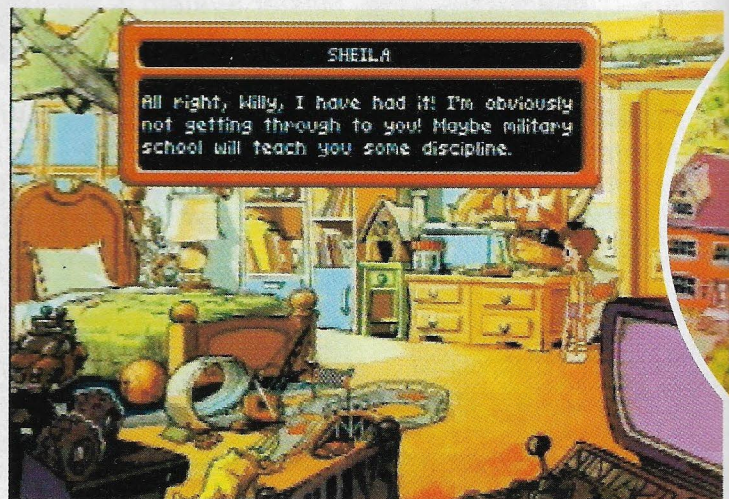 SHEILA
All right, Willy, I have had it! I'm obviously
not getting through to you! Maybe military
school will teach you some discipline.